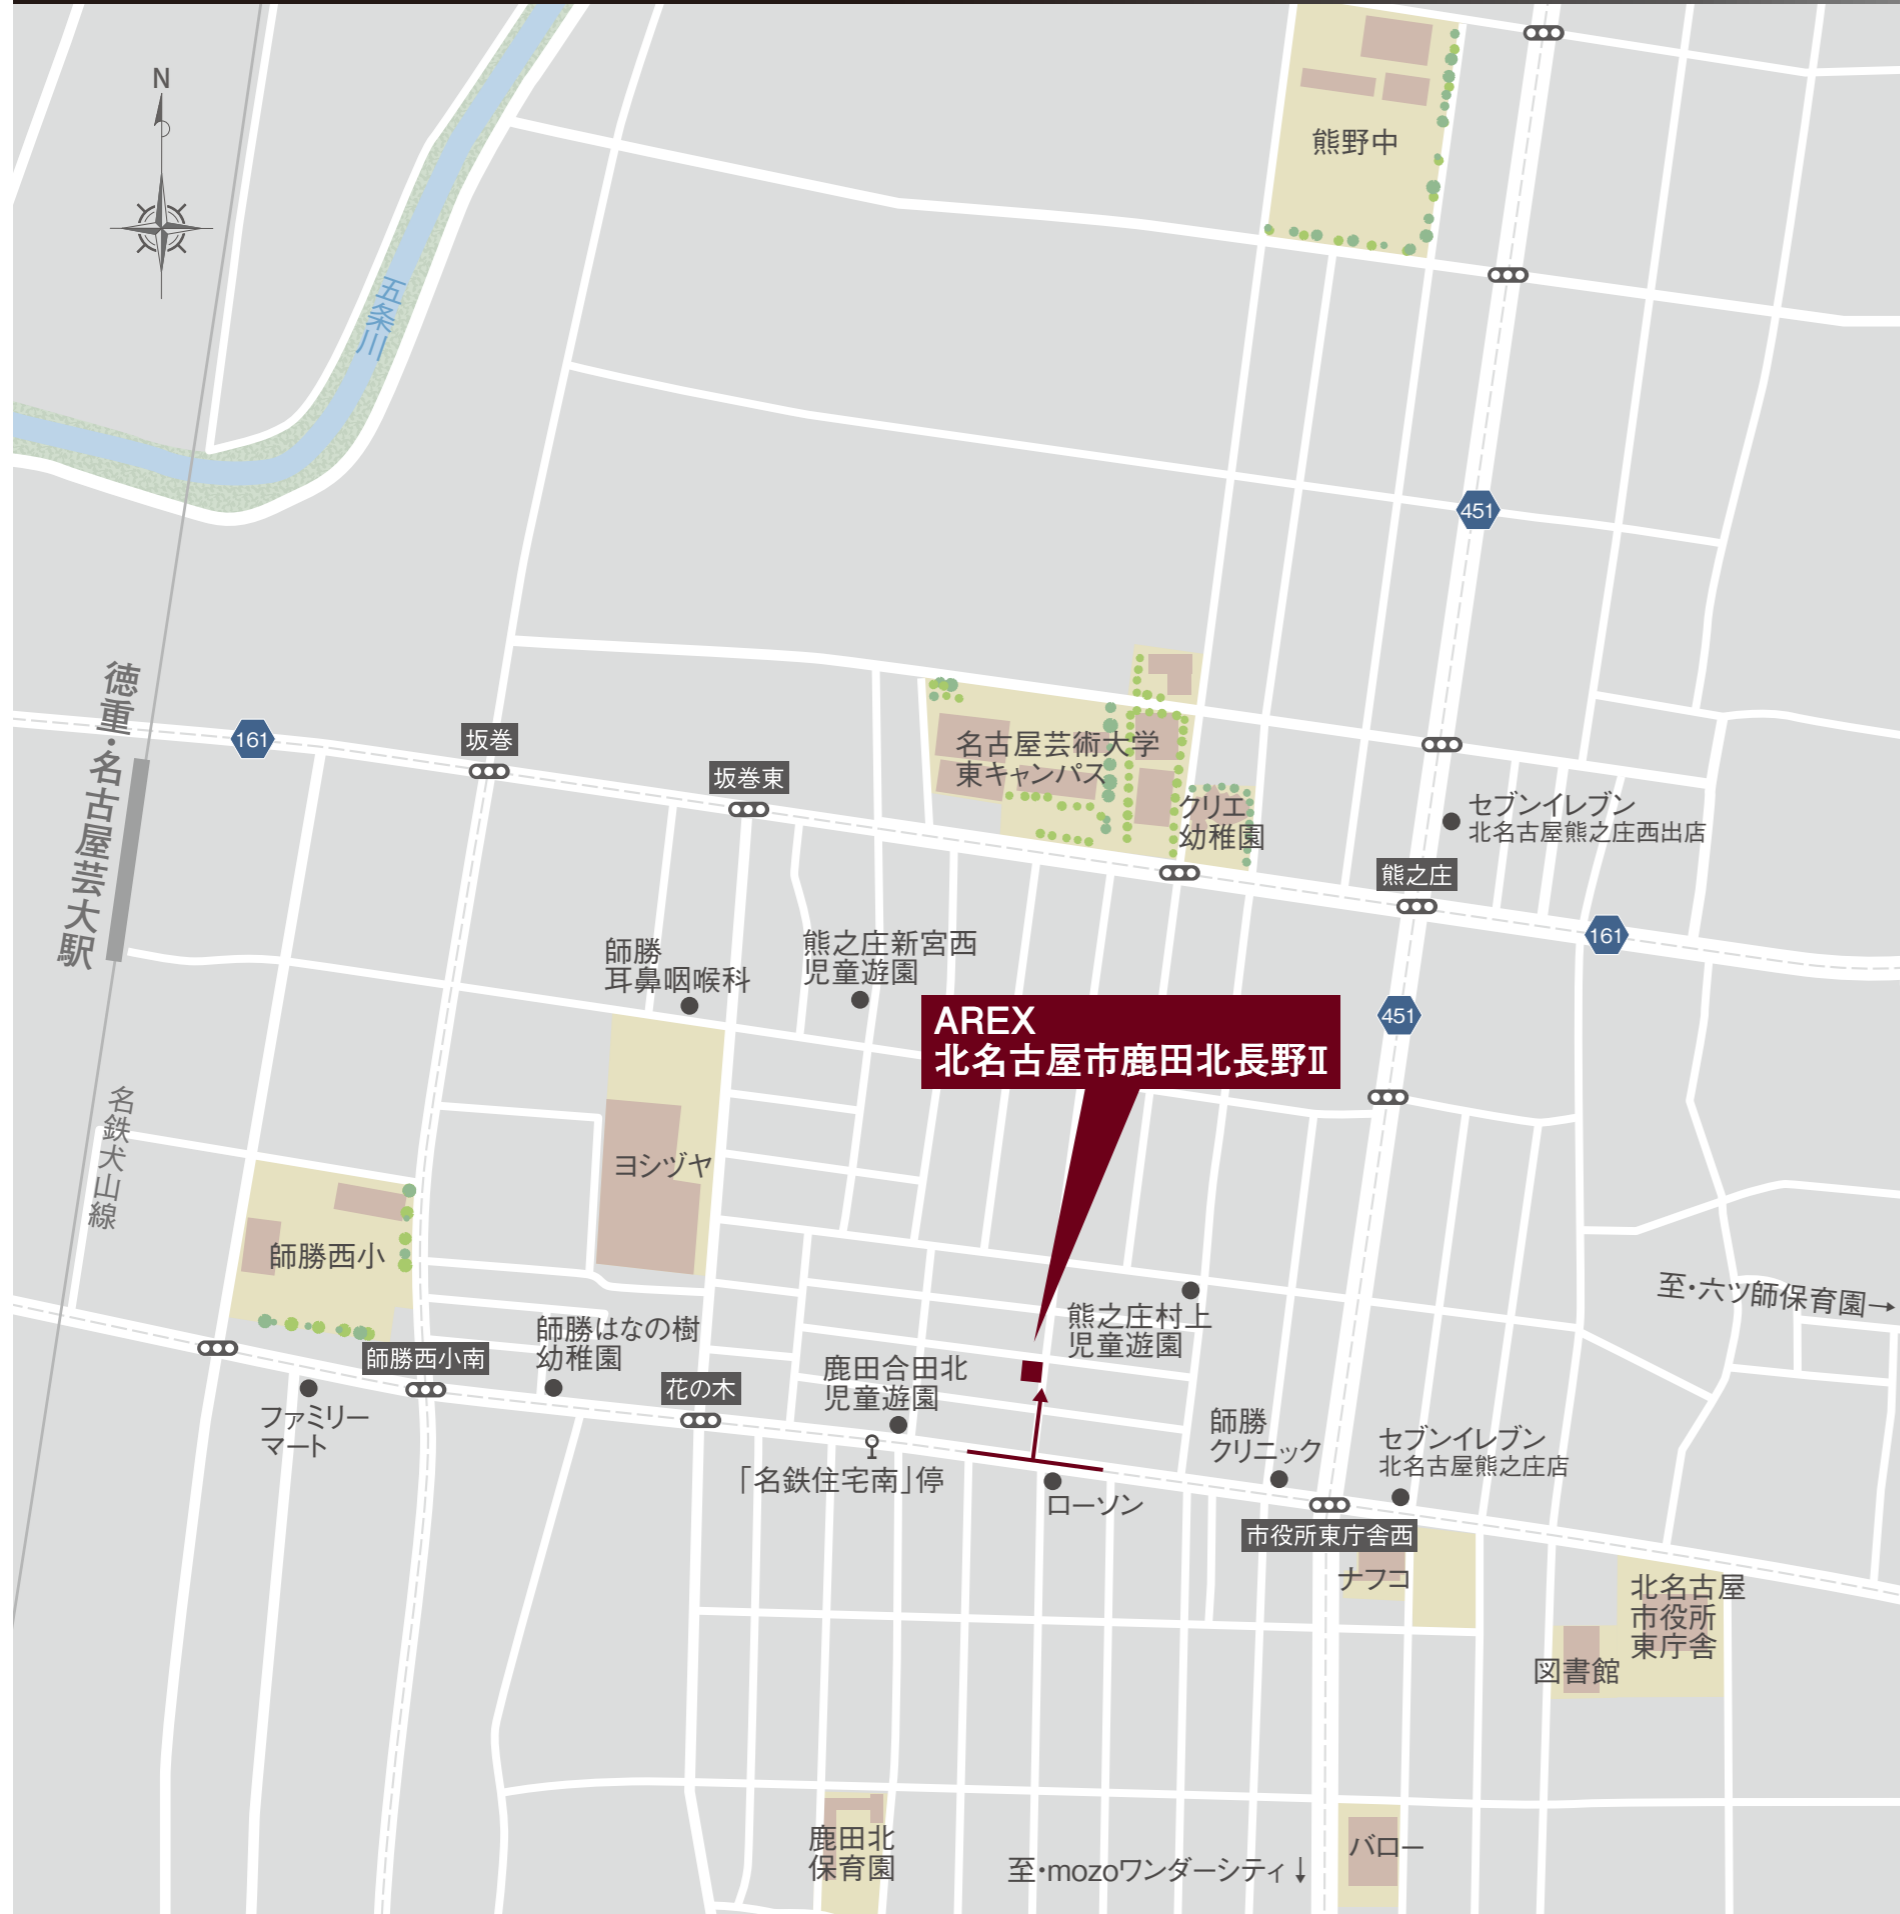 N
熊野中
五条川
451
徳重・名古屋芸大駅
161
坂巻
坂巻東
名古屋芸術大学
東キャンパス
クリエ
幼稚園
セブンイレブン
北名古屋熊之庄西出店
熊之庄
161
師勝
耳鼻咽喉科
熊之庄新宮西
児童遊園
AREX
北名古屋市鹿田北長野Ⅱ
451
名鉄犬山線
ヨシヅヤ
師勝西小
至・六ツ師保育園→
熊之庄村上
児童遊園
師勝はなの樹
幼稚園
師勝西小南
鹿田合田北
児童遊園
花の木
ファミリー
マート
師勝
クリニック
セブンイレブン
北名古屋熊之庄店
「名鉄住宅南」停
ローソン
市役所東庁舎西
ナフコ
北名古屋
市役所
東庁舎
図書館
鹿田北
保育園
バロー
至・mozoワンダーシティ↓